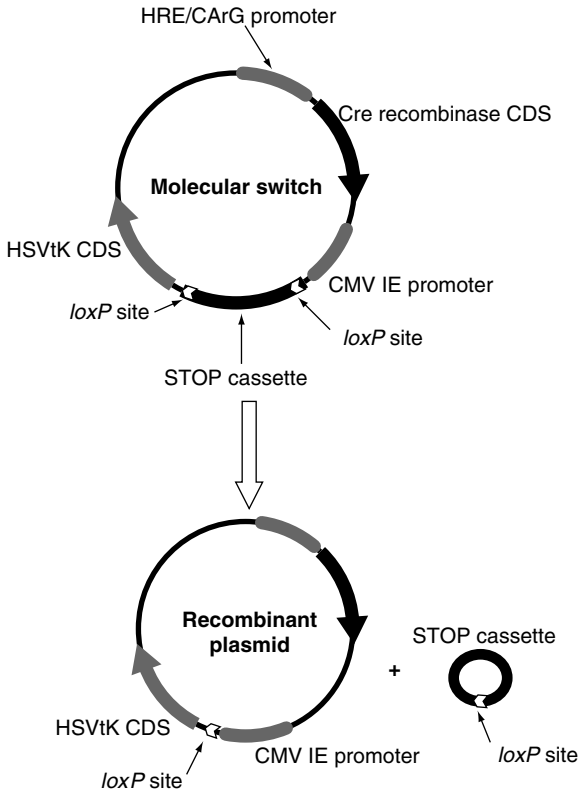 HRE/CArG promoter
Cre recombinase CDS
Molecular switch
HSVtK CDS
CMV IE promoter
loxP site
loxP site
STOP cassette
Recombinant
plasmid
STOP cassette
+
HSVtK CDS
CMV IE promoter
loxP site
loxP site